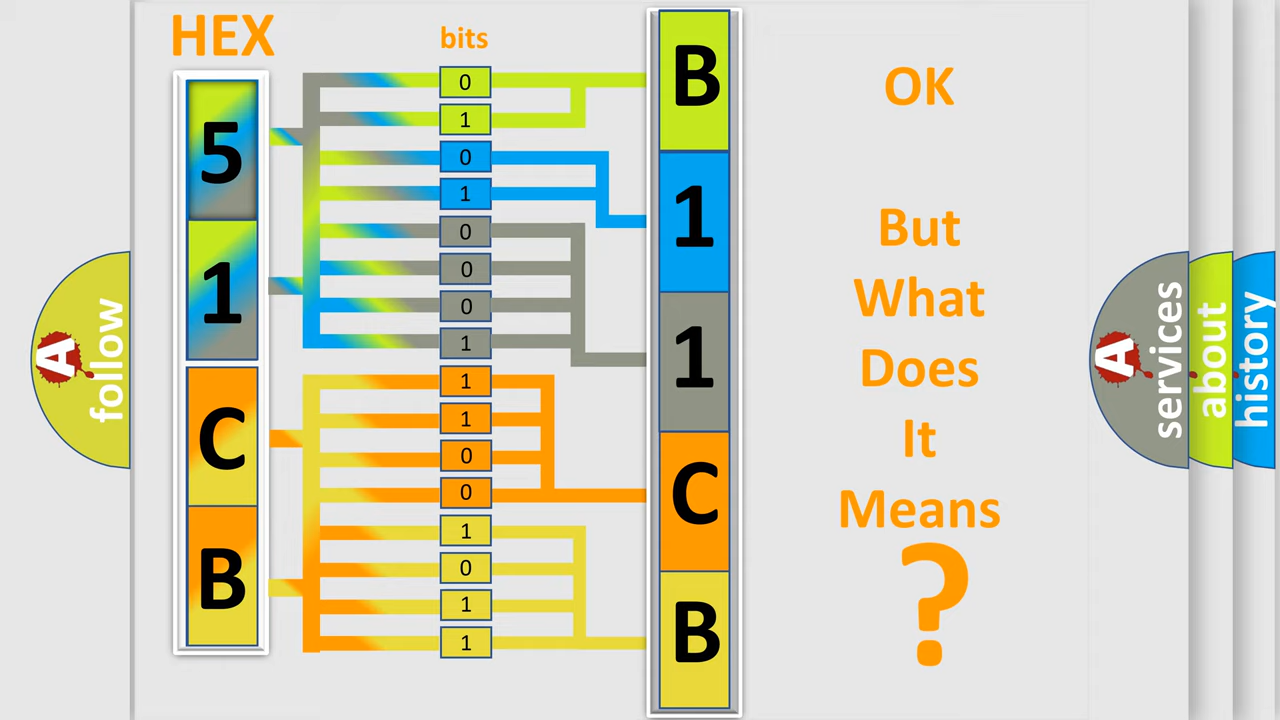 HEX
bits
5
1
C
B
0
1
0
1
0
0
0
1
1
1
0
0
1
0
1
1
B
1
1
C
B
OK
But
What
Does
It
Means
?
A
follow
A
services
about
history